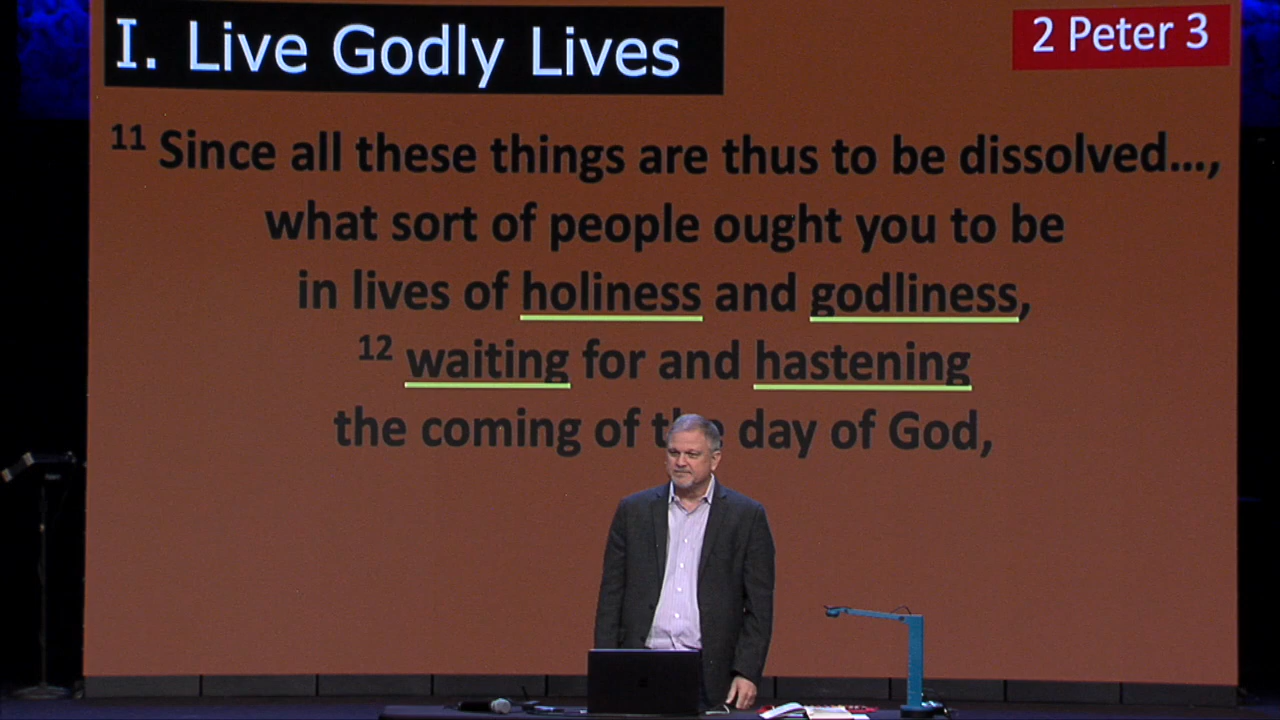 I. Live Godly Lives
2 Peter 3
11 Since all these things are thus to be dissolved...,
what sort of people ought you to be
in lives of holiness and godliness,
12 waiting for and hastening
the coming of the day of God,